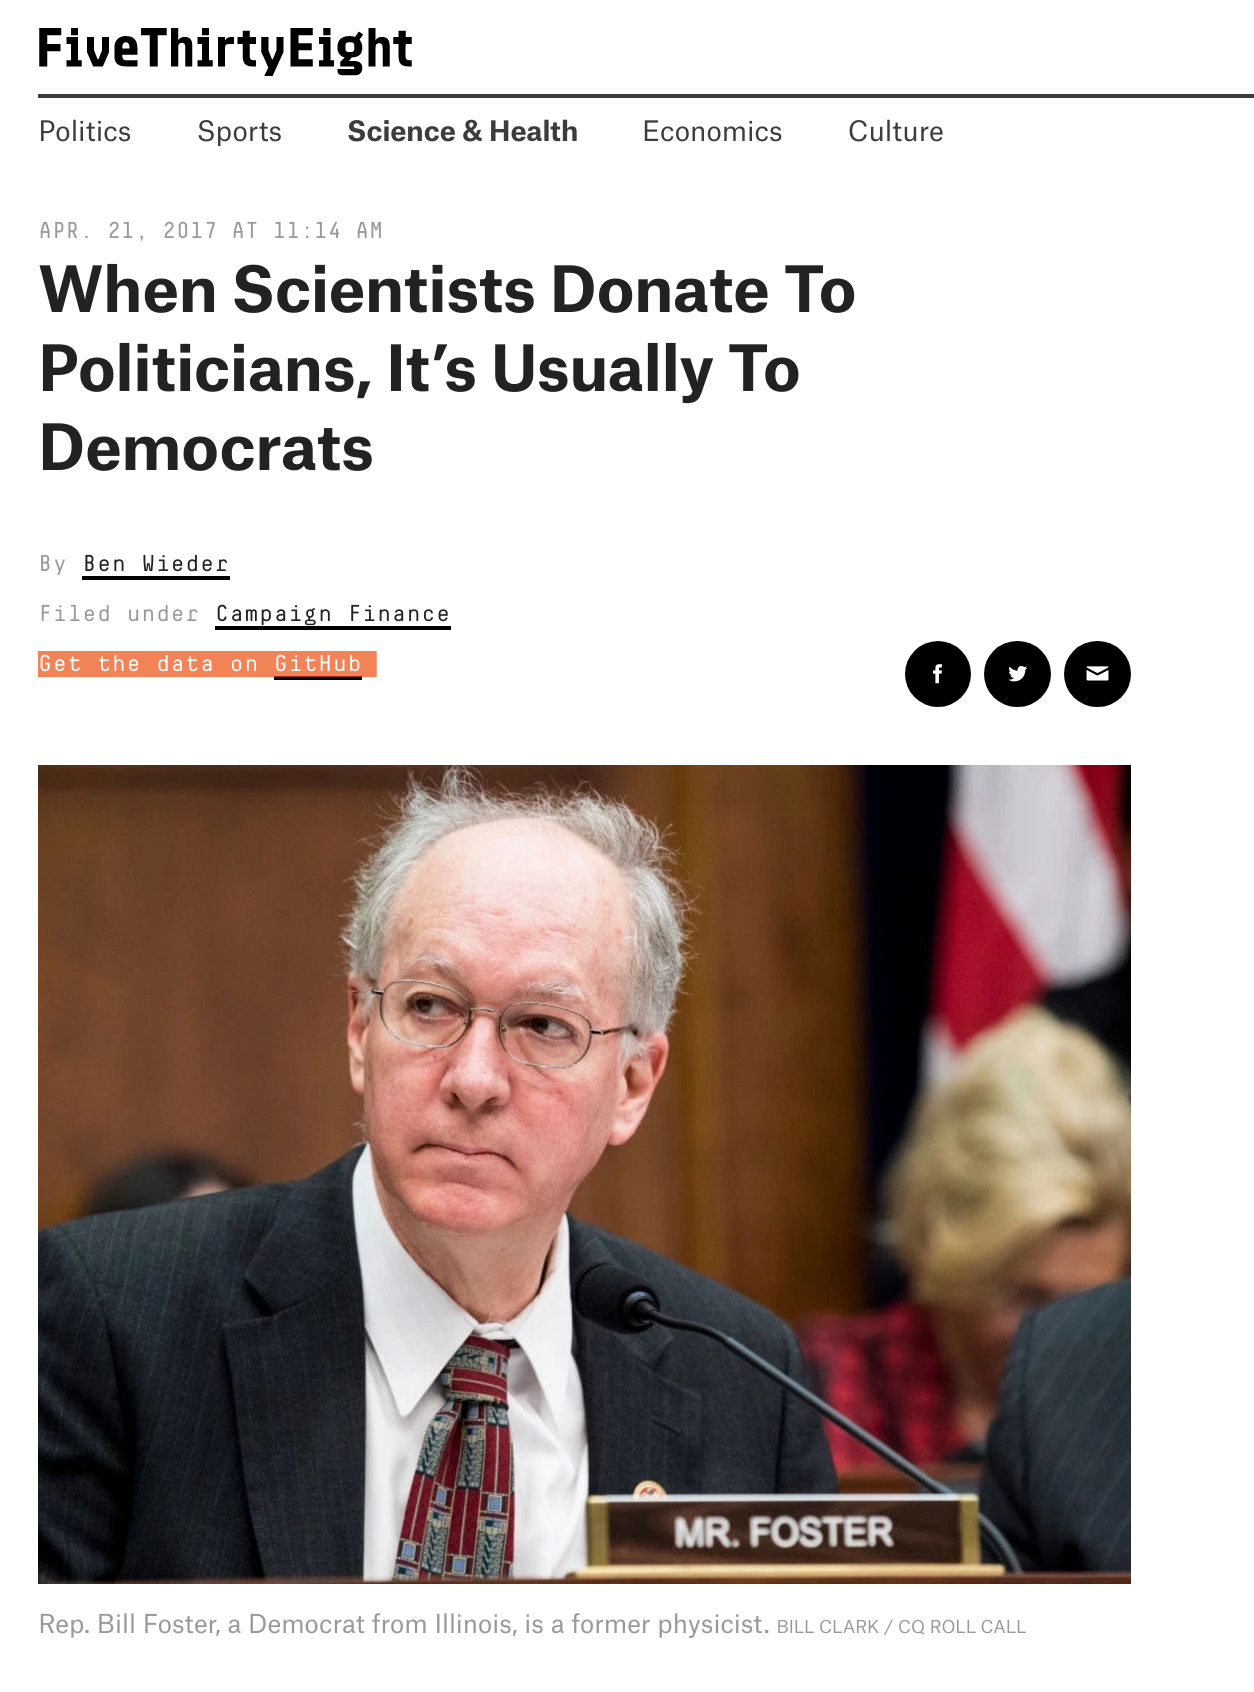 FiveThirtyEight
Politics Sports Science & Health Economics Culture
APR. 21, 2017 AT 11:14 AM
When Scientists Donate To
Politicians, It’s Usually To
Democrats
By Ben Wieder
Filed under Campaign Finance
Get the data on GitHub
MR. FOSTER
Rep. Bill Foster, a Democrat from Illinois, is a former physicist. BILL CLARK / CQ ROLL CALL